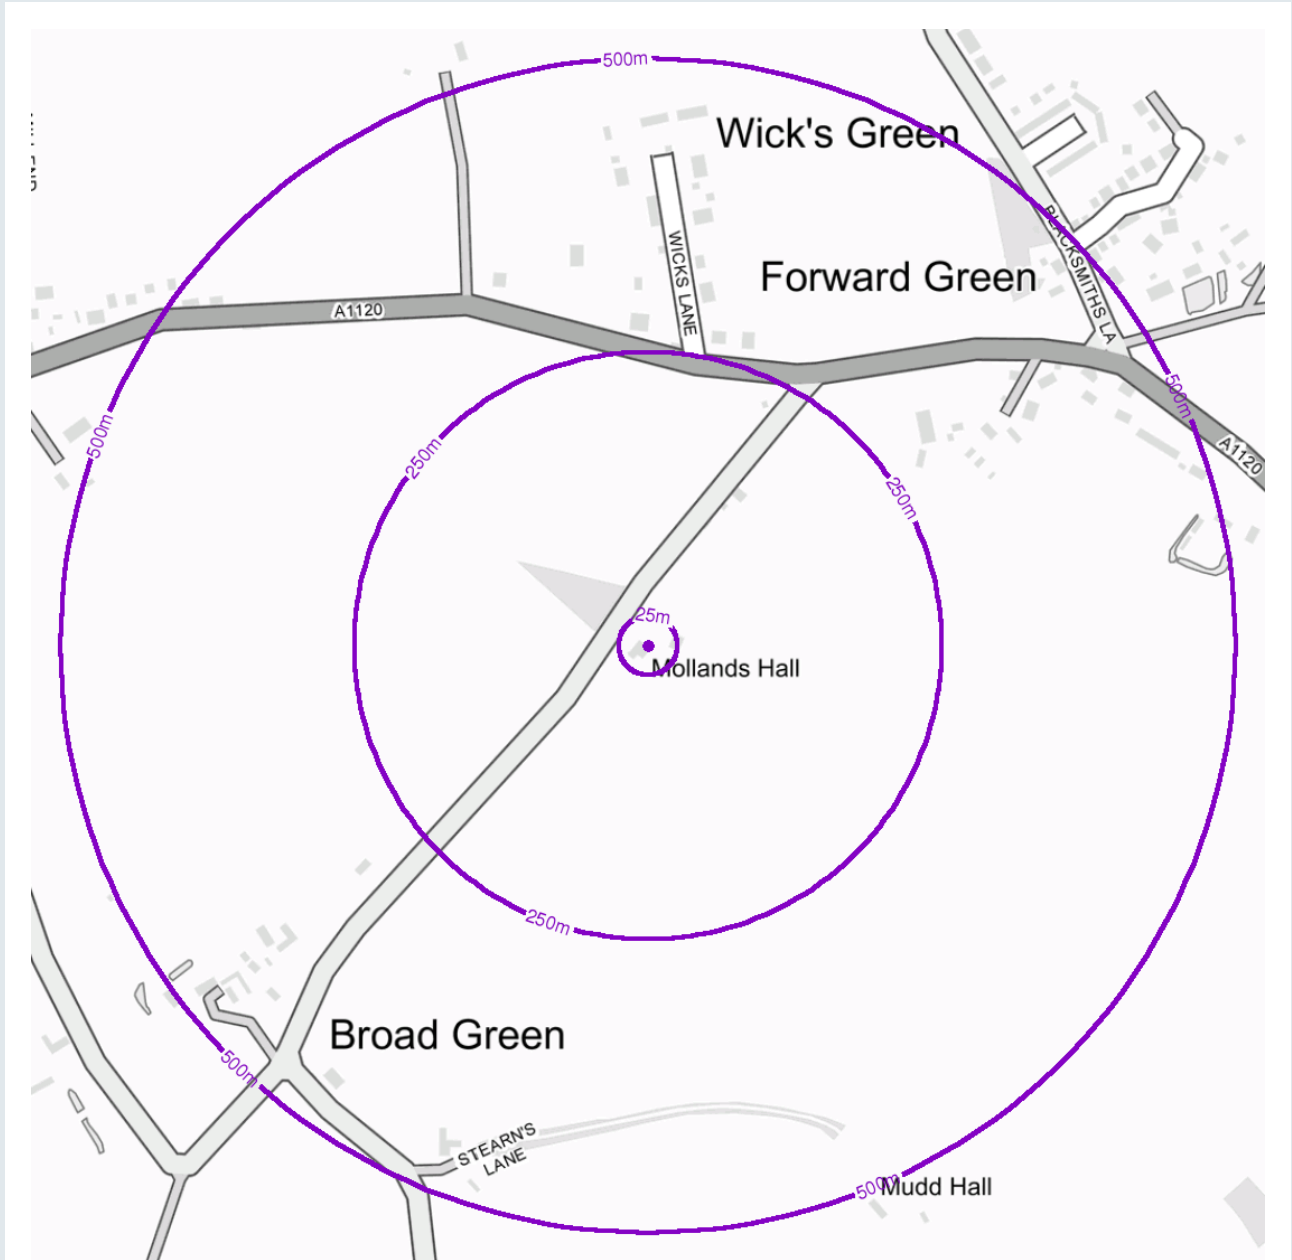 500m
Wick's Green
BLACKSMITHS LA
WICKS LANE
Forward Green
A1120
500m
500m
250m
A1120
250m
25m
Mollands Hall
250m
Broad Green
500m
STEARN'S
LANE
500m
Mudd Hall